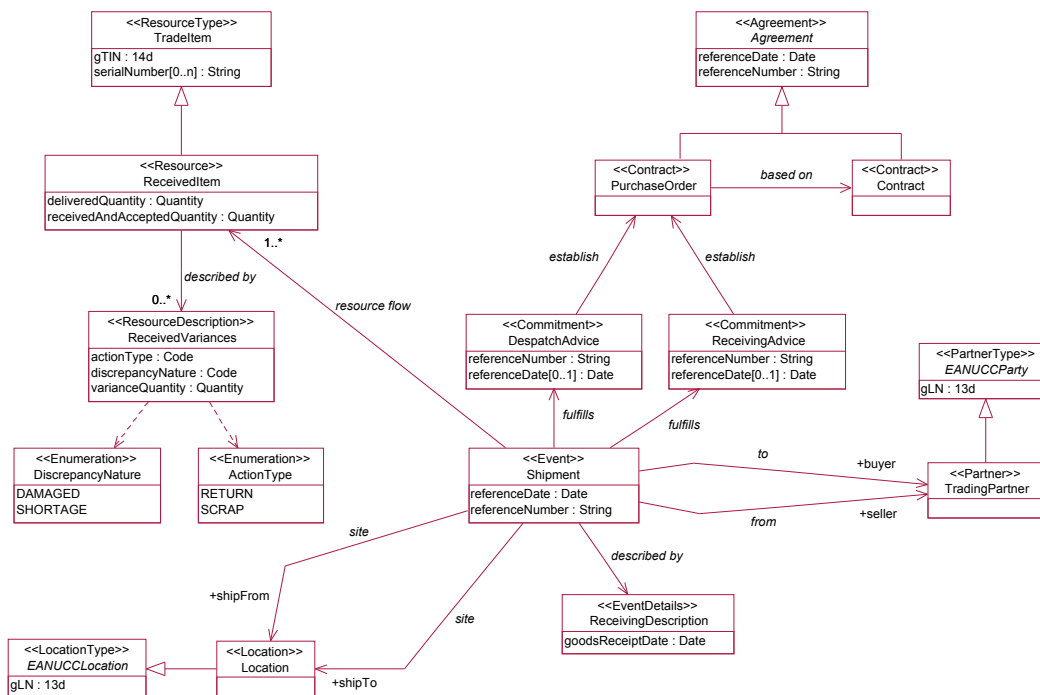 <<ResourceType>>
TradeItem
gTIN : 14d
serialNumber[0..n] : String
<<Agreement>>
Agreement
referenceDate : Date
referenceNumber : String
<<Resource>>
ReceivedItem
deliveredQuantity : Quantity
receivedAndAcceptedQuantity : Quantity
<<Contract>>
PurchaseOrder
based on
<<Contract>>
Contract
1..*
described by
0..*
resource flow
establish
establish
<<ResourceDescription>>
ReceivedVariances
actionType : Code
discrepancyNature : Code
varianceQuantity : Quantity
<<Commitment>>
DespatchAdvice
referenceNumber : String
referenceDate[0..1] : Date
<<Commitment>>
ReceivingAdvice
referenceNumber : String
referenceDate[0..1] : Date
<<PartnerType>>
EANUCCParty
gLN : 13d
fulfills
fulfills
<<Enumeration>>
DiscrepancyNature
DAMAGED
SHORTAGE
<<Enumeration>>
ActionType
RETURN
SCRAP
<<Event>>
Shipment
referenceDate : Date
referenceNumber : String
to
+buyer
<<Partner>>
TradingPartner
from
+seller
site
described by
+shipFrom
site
<<EventDetails>>
ReceivingDescription
goodsReceiptDate : Date
<<LocationType>>
EANUCCLocation
gLN : 13d
<<Location>>
Location
+shipTo